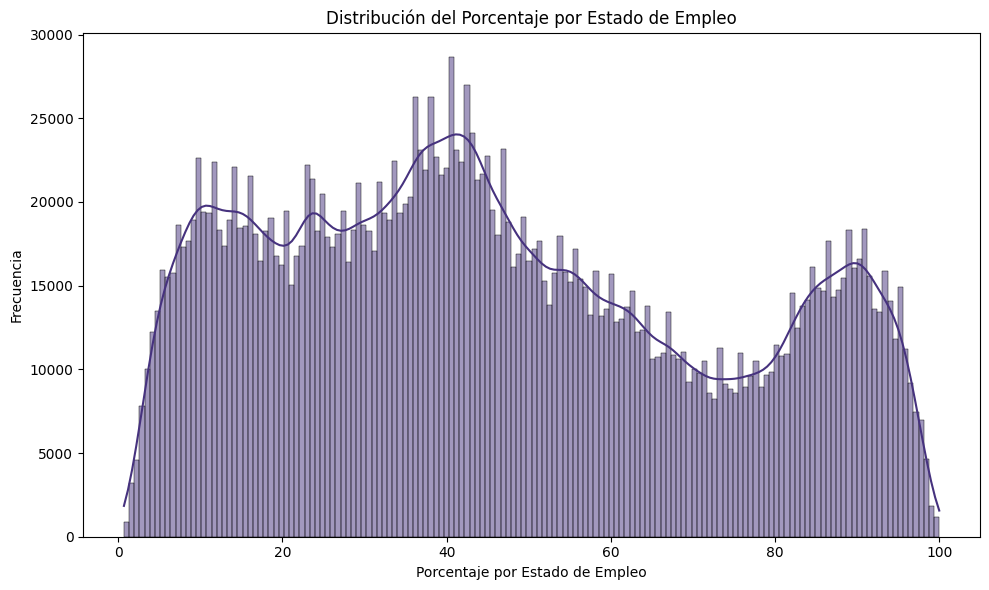 Distribución del Porcentaje por Estado de Empleo
30000
25000
20000
15000
10000
5000
0
Frecuencia
0 20 40 60 80 100
Porcentaje por Estado de Empleo